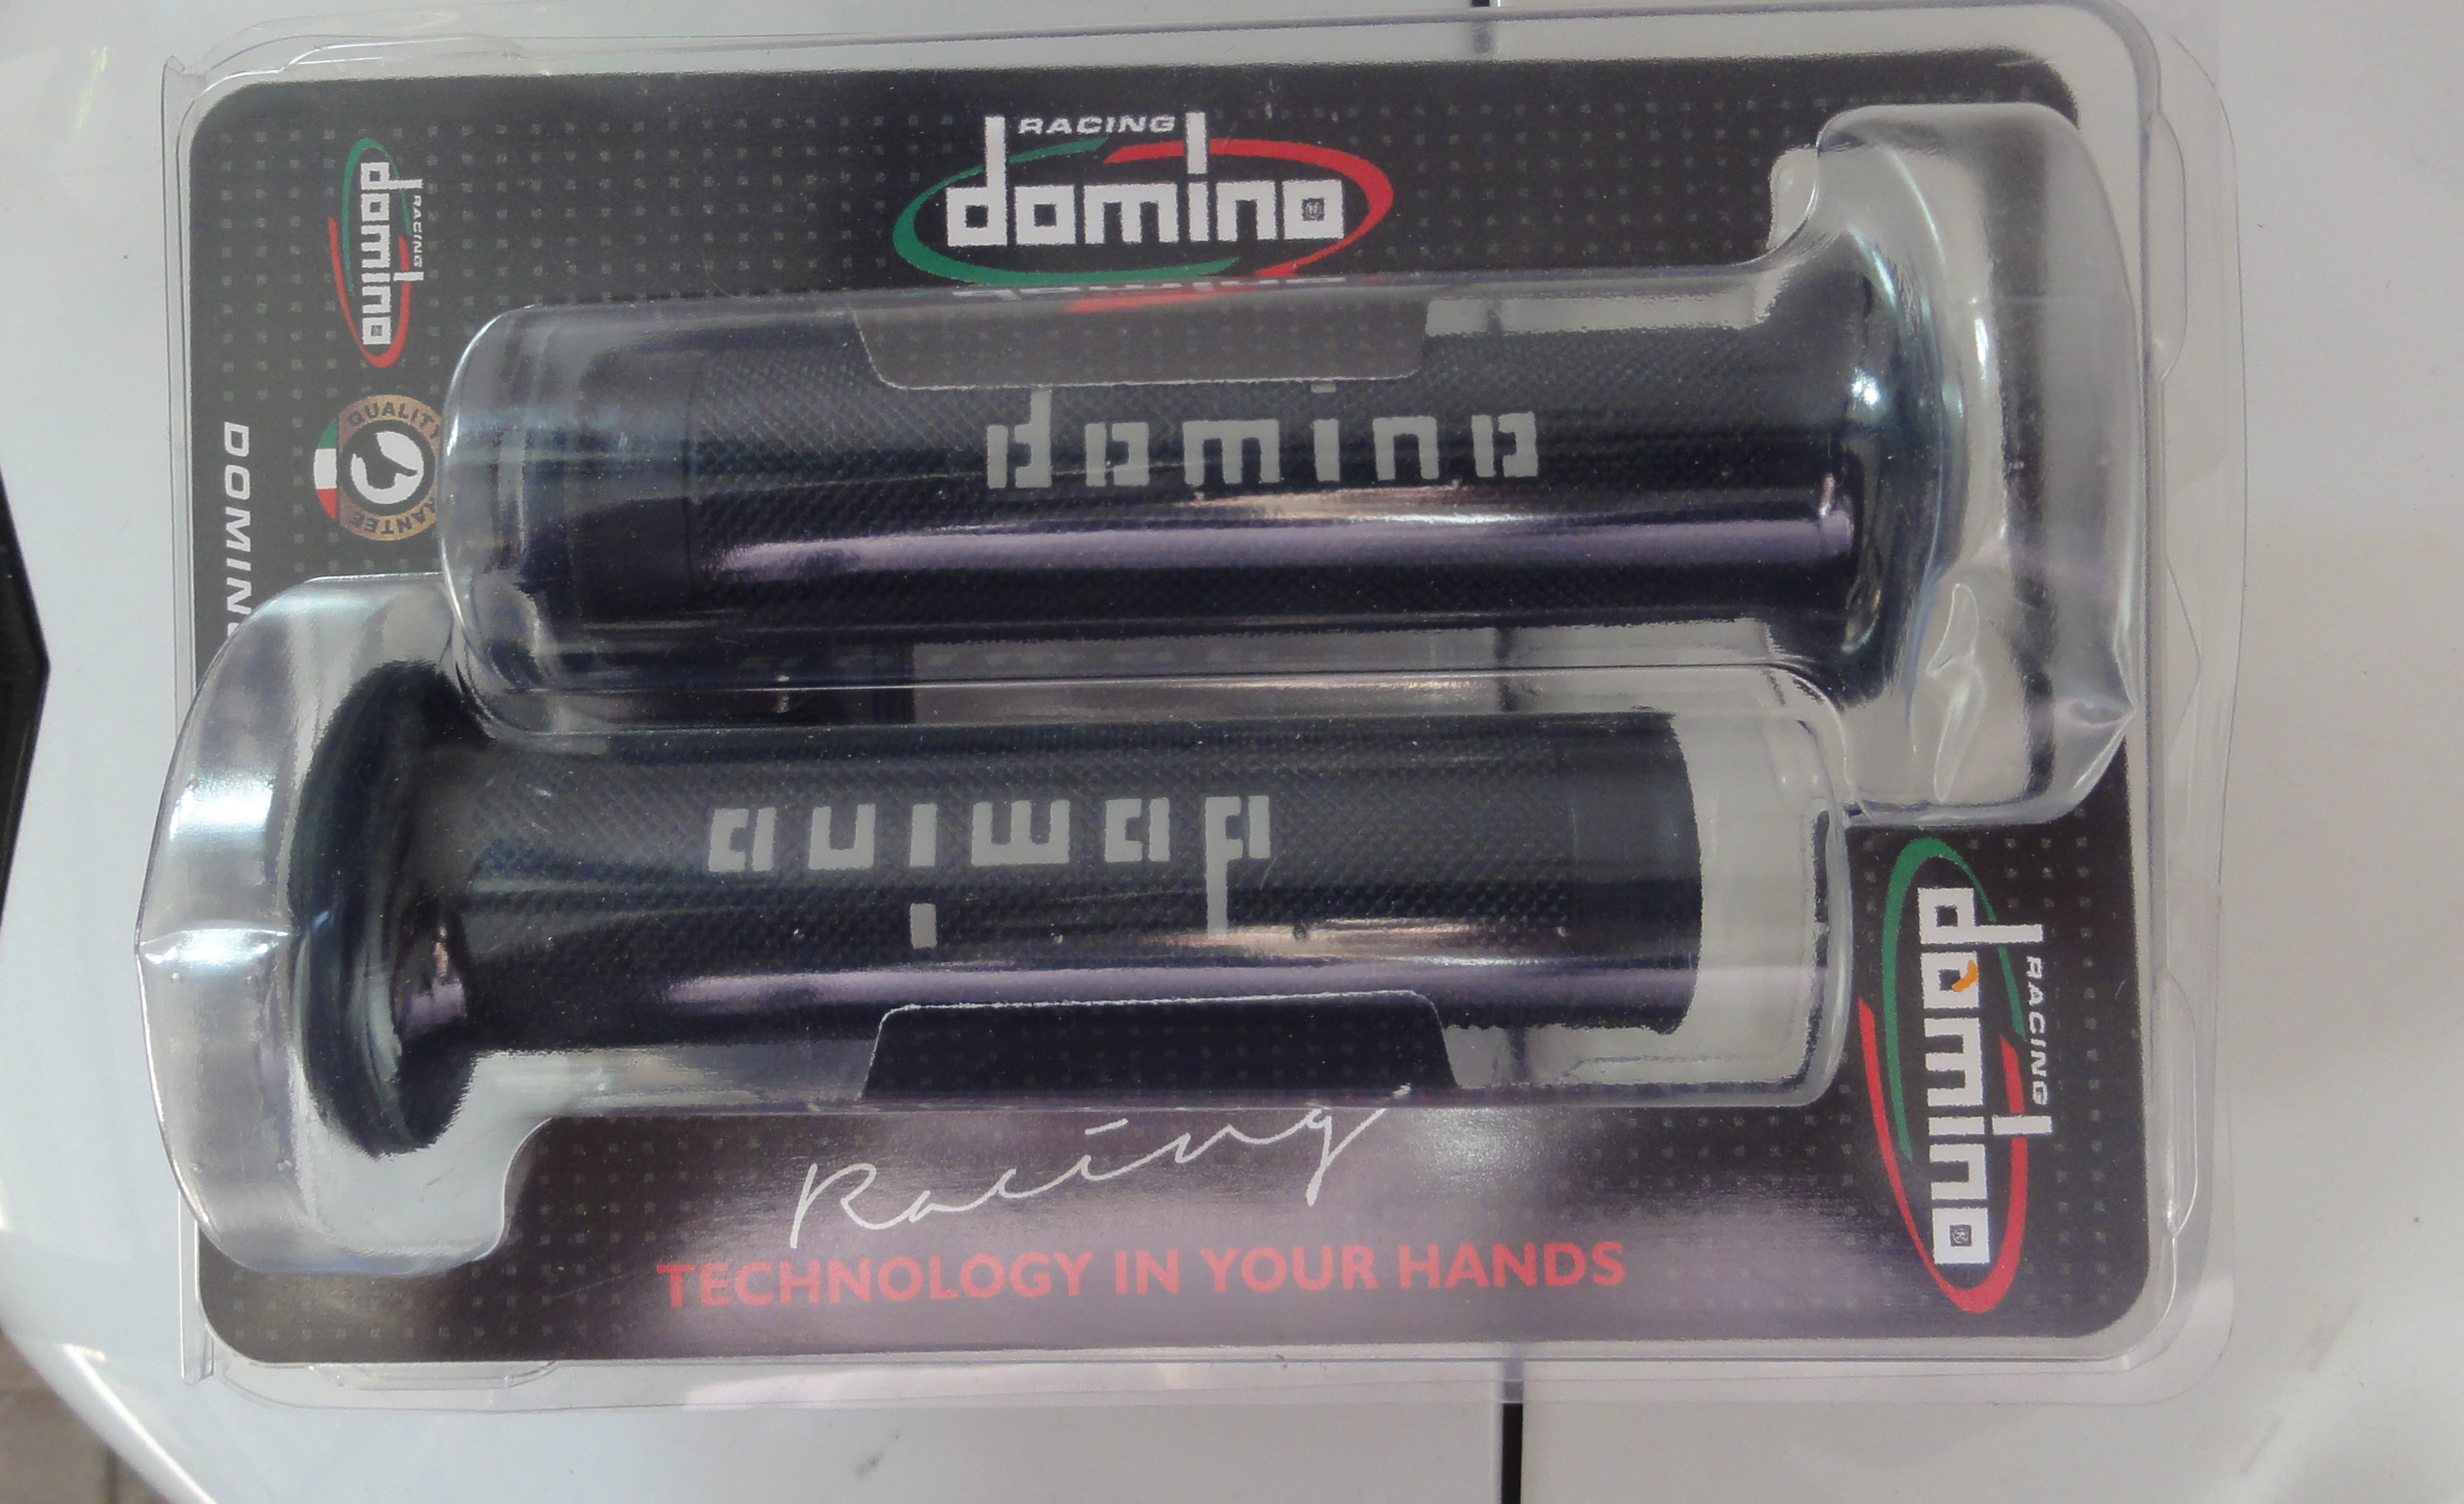 RACING
domino
RACING
domino
QUALITY
DOMINO
domino
domino
RACING
domino
Racing
TECHNOLOGY IN YOUR HANDS